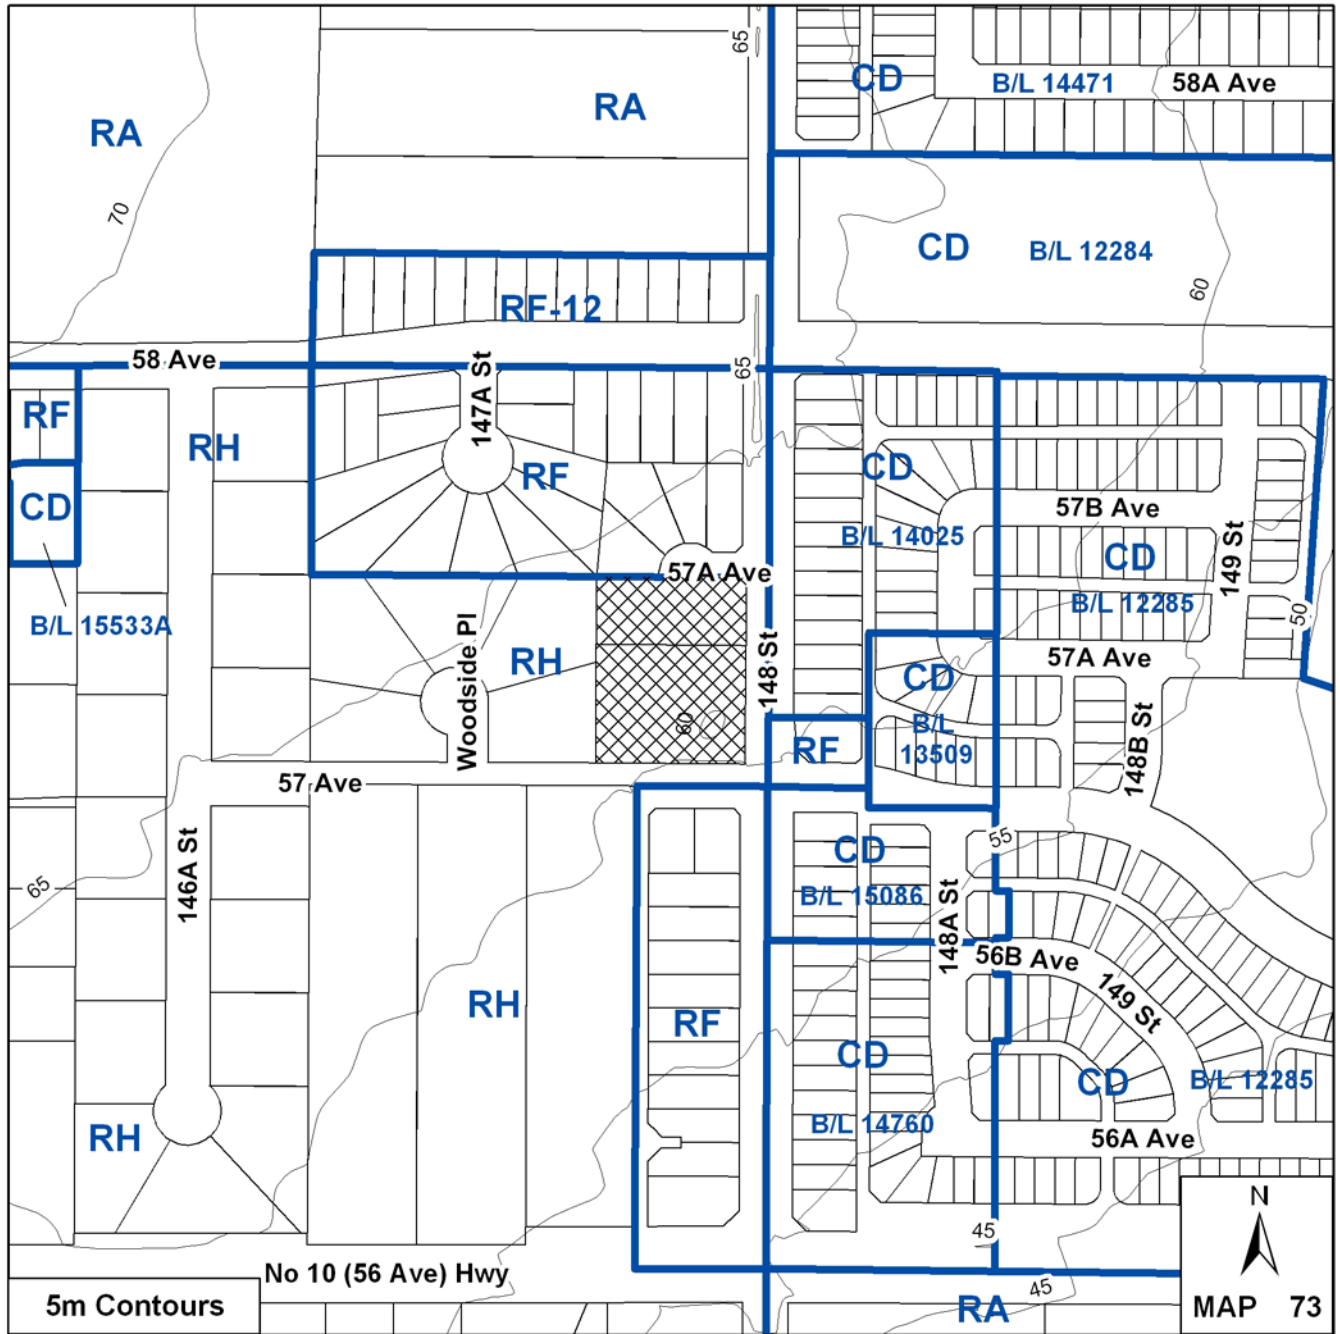 65
CD
B/L 14471
58A Ave
RA
RA
70
CD
B/L 12284
60
RF-12
58 Ave
147A St
65
RF
RH
CD
RF
CD
57B Ave
B/L 14025
CD
149 St
57A Ave
B/L 12285
50
B/L 15533A
Woodside Pl
RH
148 St
57A Ave
CD
60
B/L
13509
148B St
RF
57 Ave
146A St
55
CD
65
B/L 15086
148A St
56B Ave
149 St
RH
RF
CD
CD
B/L 12285
B/L 14760
RH
56A Ave
N
45
No 10 (56 Ave) Hwy
45
5m Contours
RA
MAP 73